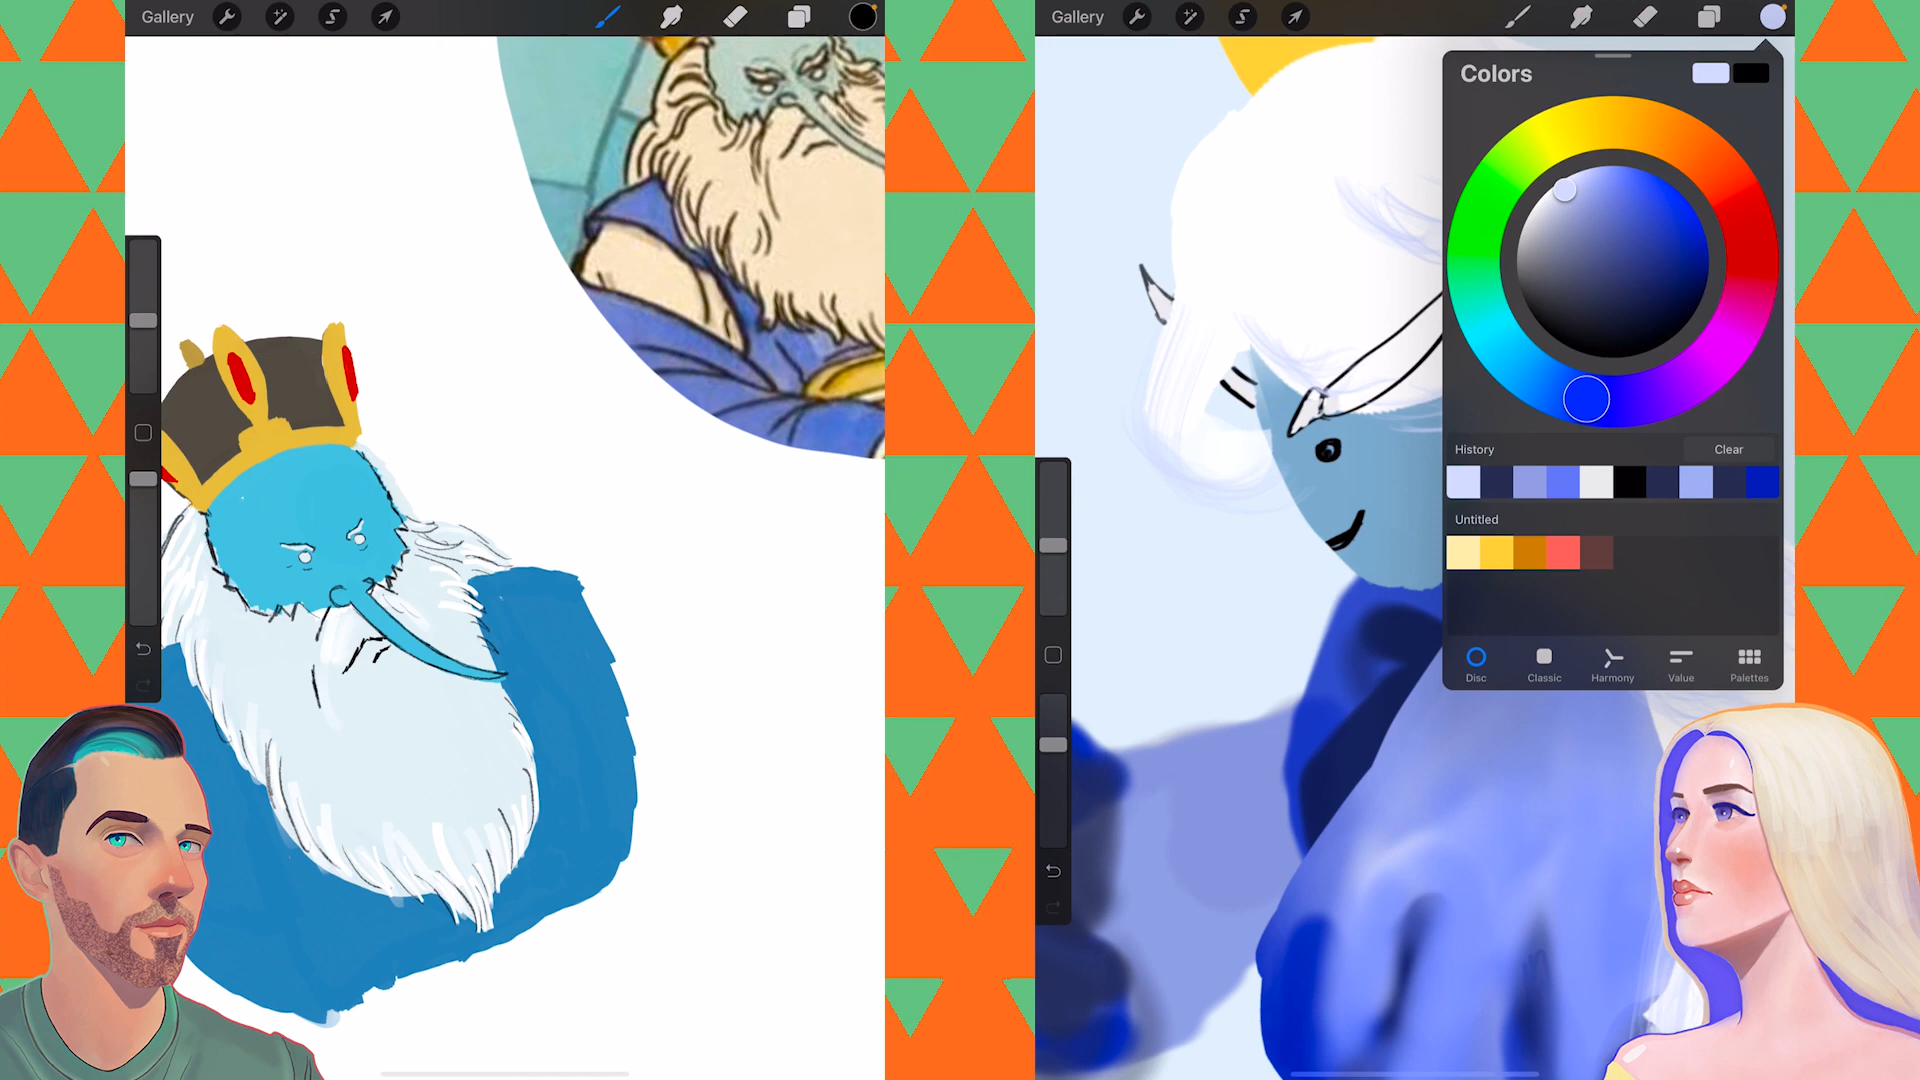 Gallery
Gallery
Colors
History
Clear
Untitled
Disc
Classic
Harmony
Value
Palettes